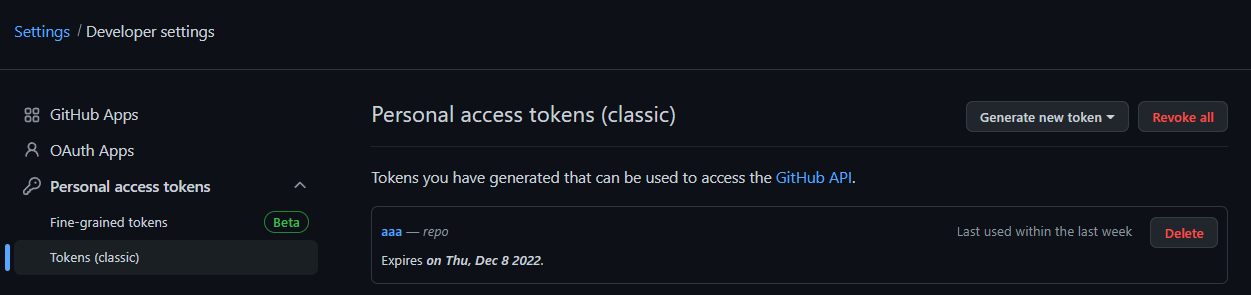 Settings / Developer settings
GitHub Apps
OAuth Apps
Personal access tokens
Fine-grained tokens Beta
Tokens (classic)
Personal access tokens (classic)
Generate new token
Revoke all
Tokens you have generated that can be used to access the GitHub API.
aaa — repo
Last used within the last week
Delete
Expires on Thu, Dec 8 2022.